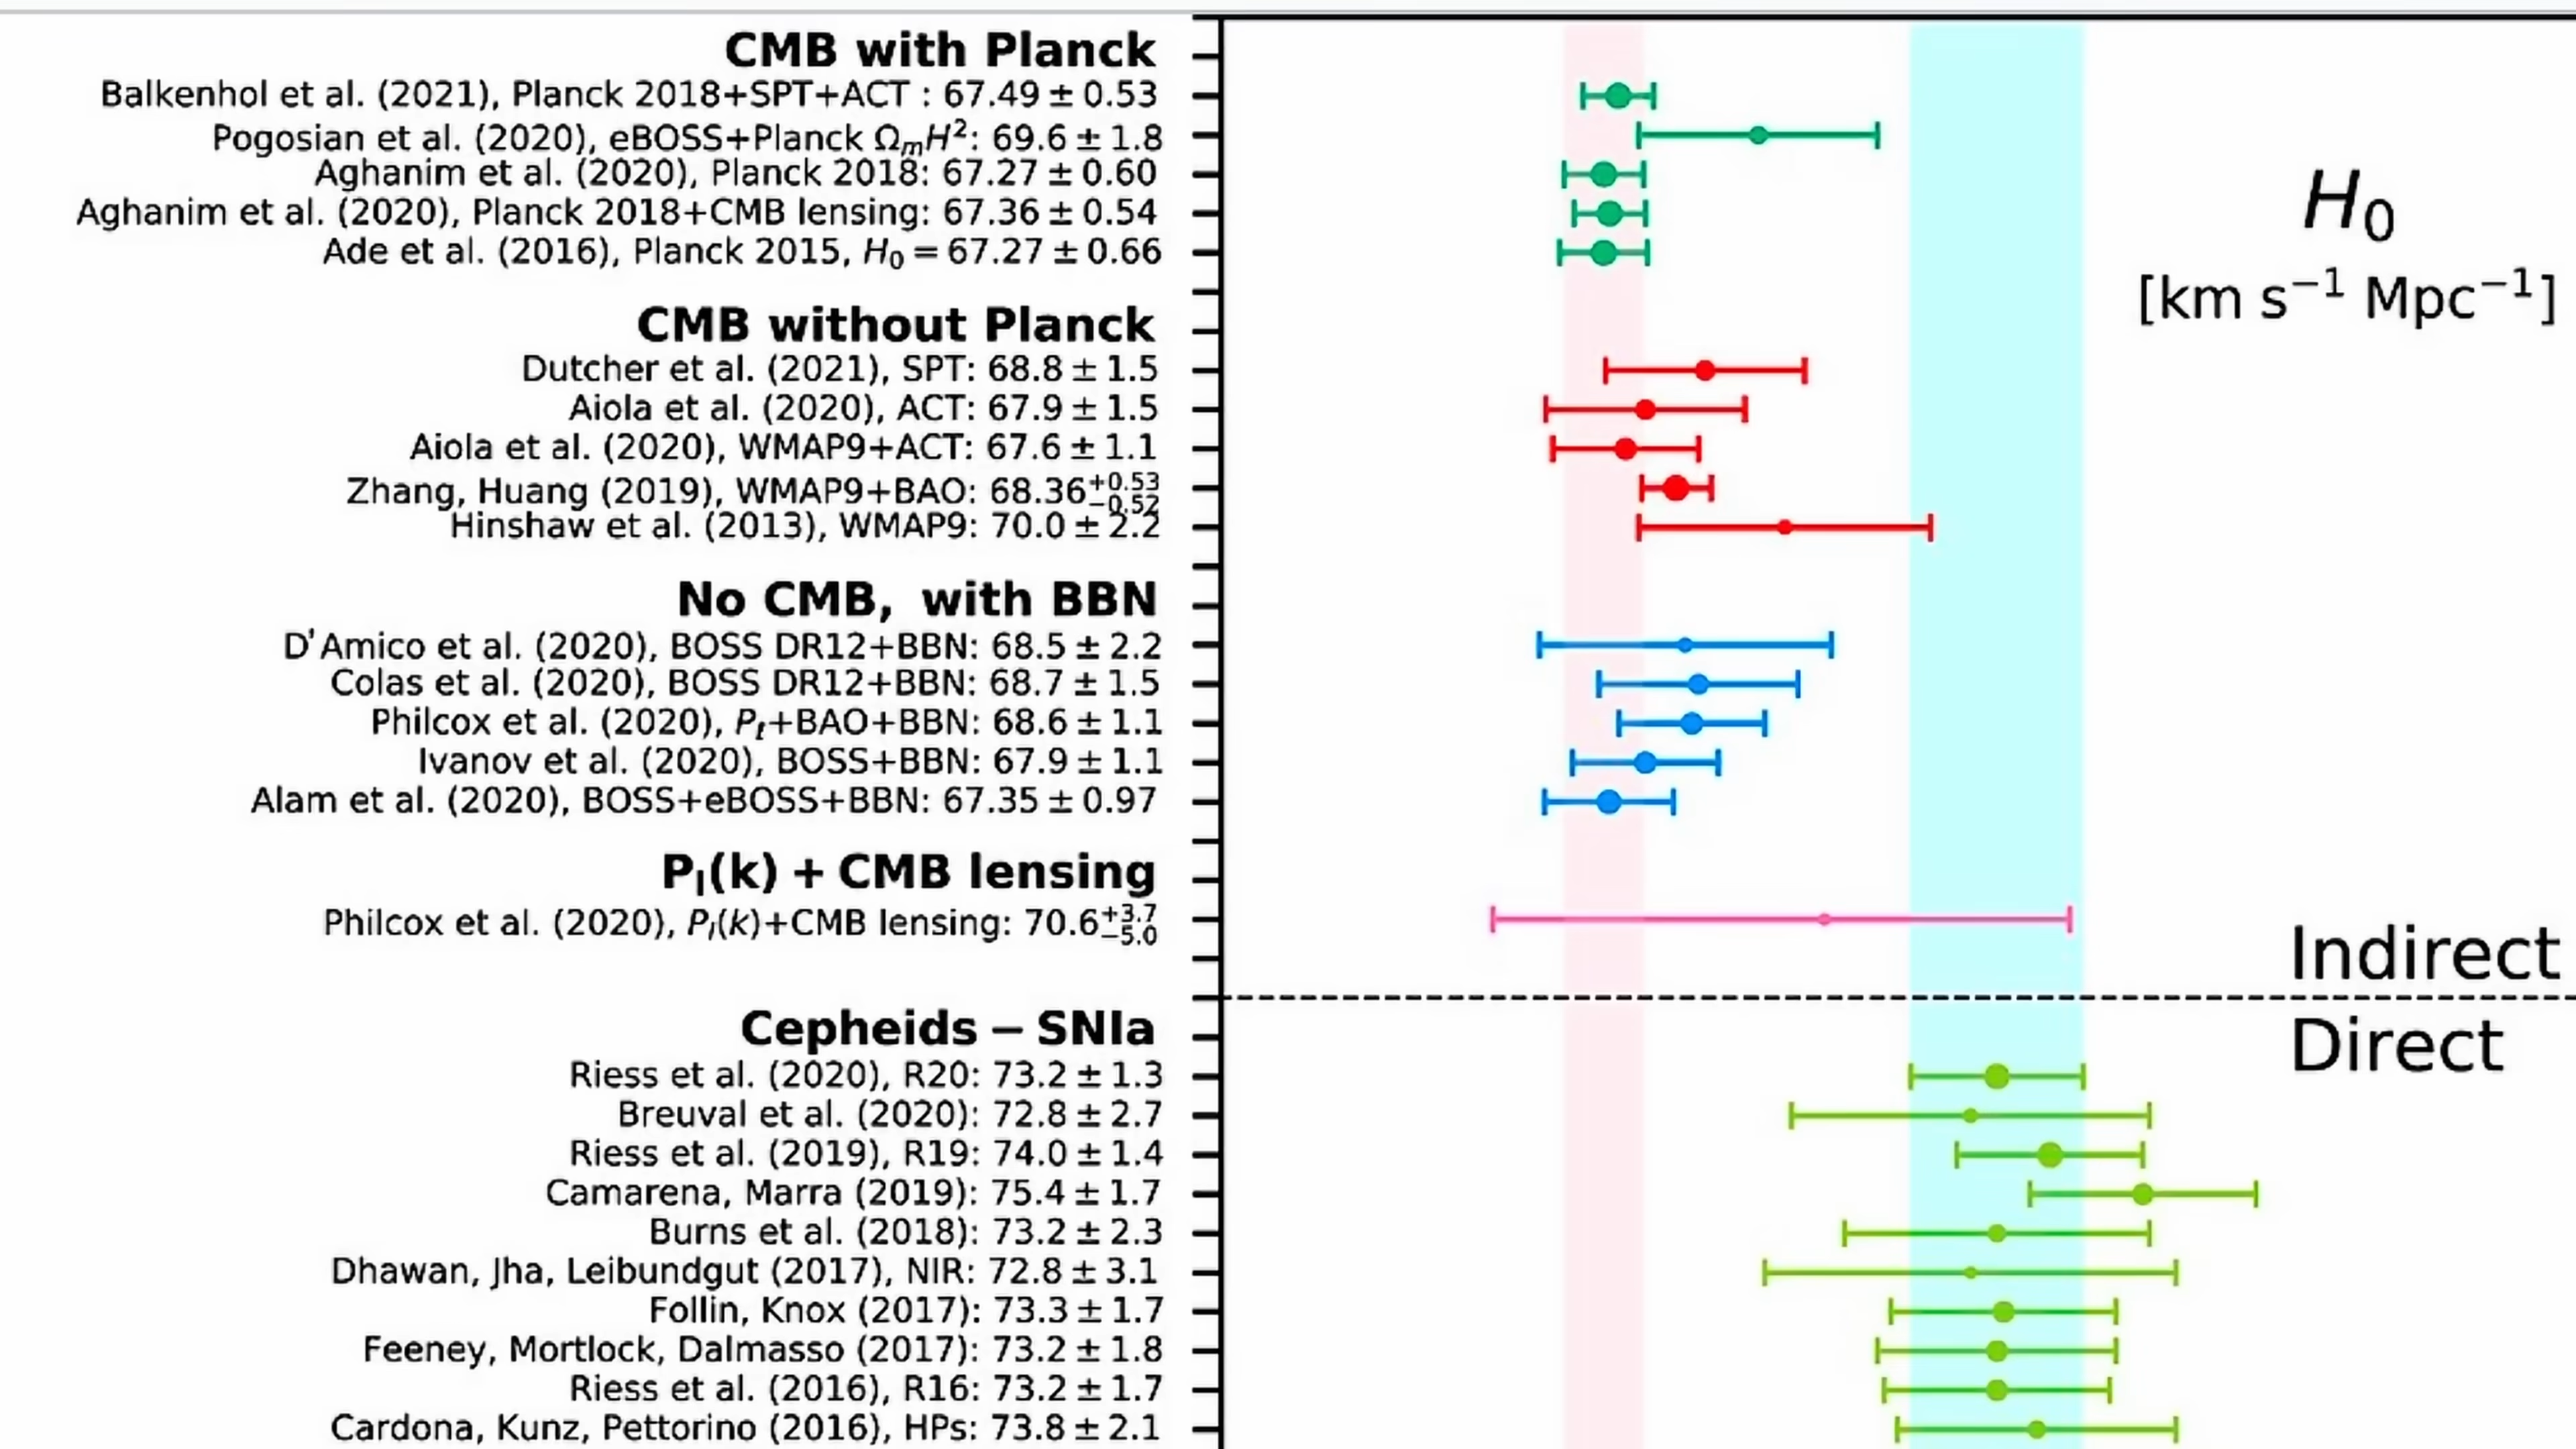 CMB with Planck
Balkenhol et al. (2021), Planck 2018+SPT+ACT : 67.49 ± 0.53
Pogosian et al. (2020), eBOSS+Planck ΩₘH²: 69.6 ± 1.8
Aghanim et al. (2020), Planck 2018: 67.27 ± 0.60
Aghanim et al. (2020), Planck 2018+CMB lensing: 67.36 ± 0.54
Ade et al. (2016), Planck 2015, H₀ = 67.27 ± 0.66
H₀
[km s⁻¹ Mpc⁻¹]
CMB without Planck
Dutcher et al. (2021), SPT: 68.8 ± 1.5
Aiola et al. (2020), ACT: 67.9 ± 1.5
Aiola et al. (2020), WMAP9+ACT: 67.6 ± 1.1
Zhang, Huang (2019), WMAP9+BAO: 68.36 +0.53 −0.52
Hinshaw et al. (2013), WMAP9: 70.0 ± 2.2
No CMB, with BBN
D'Amico et al. (2020), BOSS DR12+BBN: 68.5 ± 2.2
Colas et al. (2020), BOSS DR12+BBN: 68.7 ± 1.5
Philcox et al. (2020), Pℓ+BAO+BBN: 68.6 ± 1.1
Ivanov et al. (2020), BOSS+BBN: 67.9 ± 1.1
Alam et al. (2020), BOSS+eBOSS+BBN: 67.35 ± 0.97
Pₗ(k) + CMB lensing
Philcox et al. (2020), Pₗ(k)+CMB lensing: 70.6 +3.7 −5.0
Indirect
Direct
Cepheids − SNIa
Riess et al. (2020), R20: 73.2 ± 1.3
Breuval et al. (2020): 72.8 ± 2.7
Riess et al. (2019), R19: 74.0 ± 1.4
Camarena, Marra (2019): 75.4 ± 1.7
Burns et al. (2018): 73.2 ± 2.3
Dhawan, Jha, Leibundgut (2017), NIR: 72.8 ± 3.1
Follin, Knox (2017): 73.3 ± 1.7
Feeney, Mortlock, Dalmasso (2017): 73.2 ± 1.8
Riess et al. (2016), R16: 73.2 ± 1.7
Cardona, Kunz, Pettorino (2016), HPs: 73.8 ± 2.1